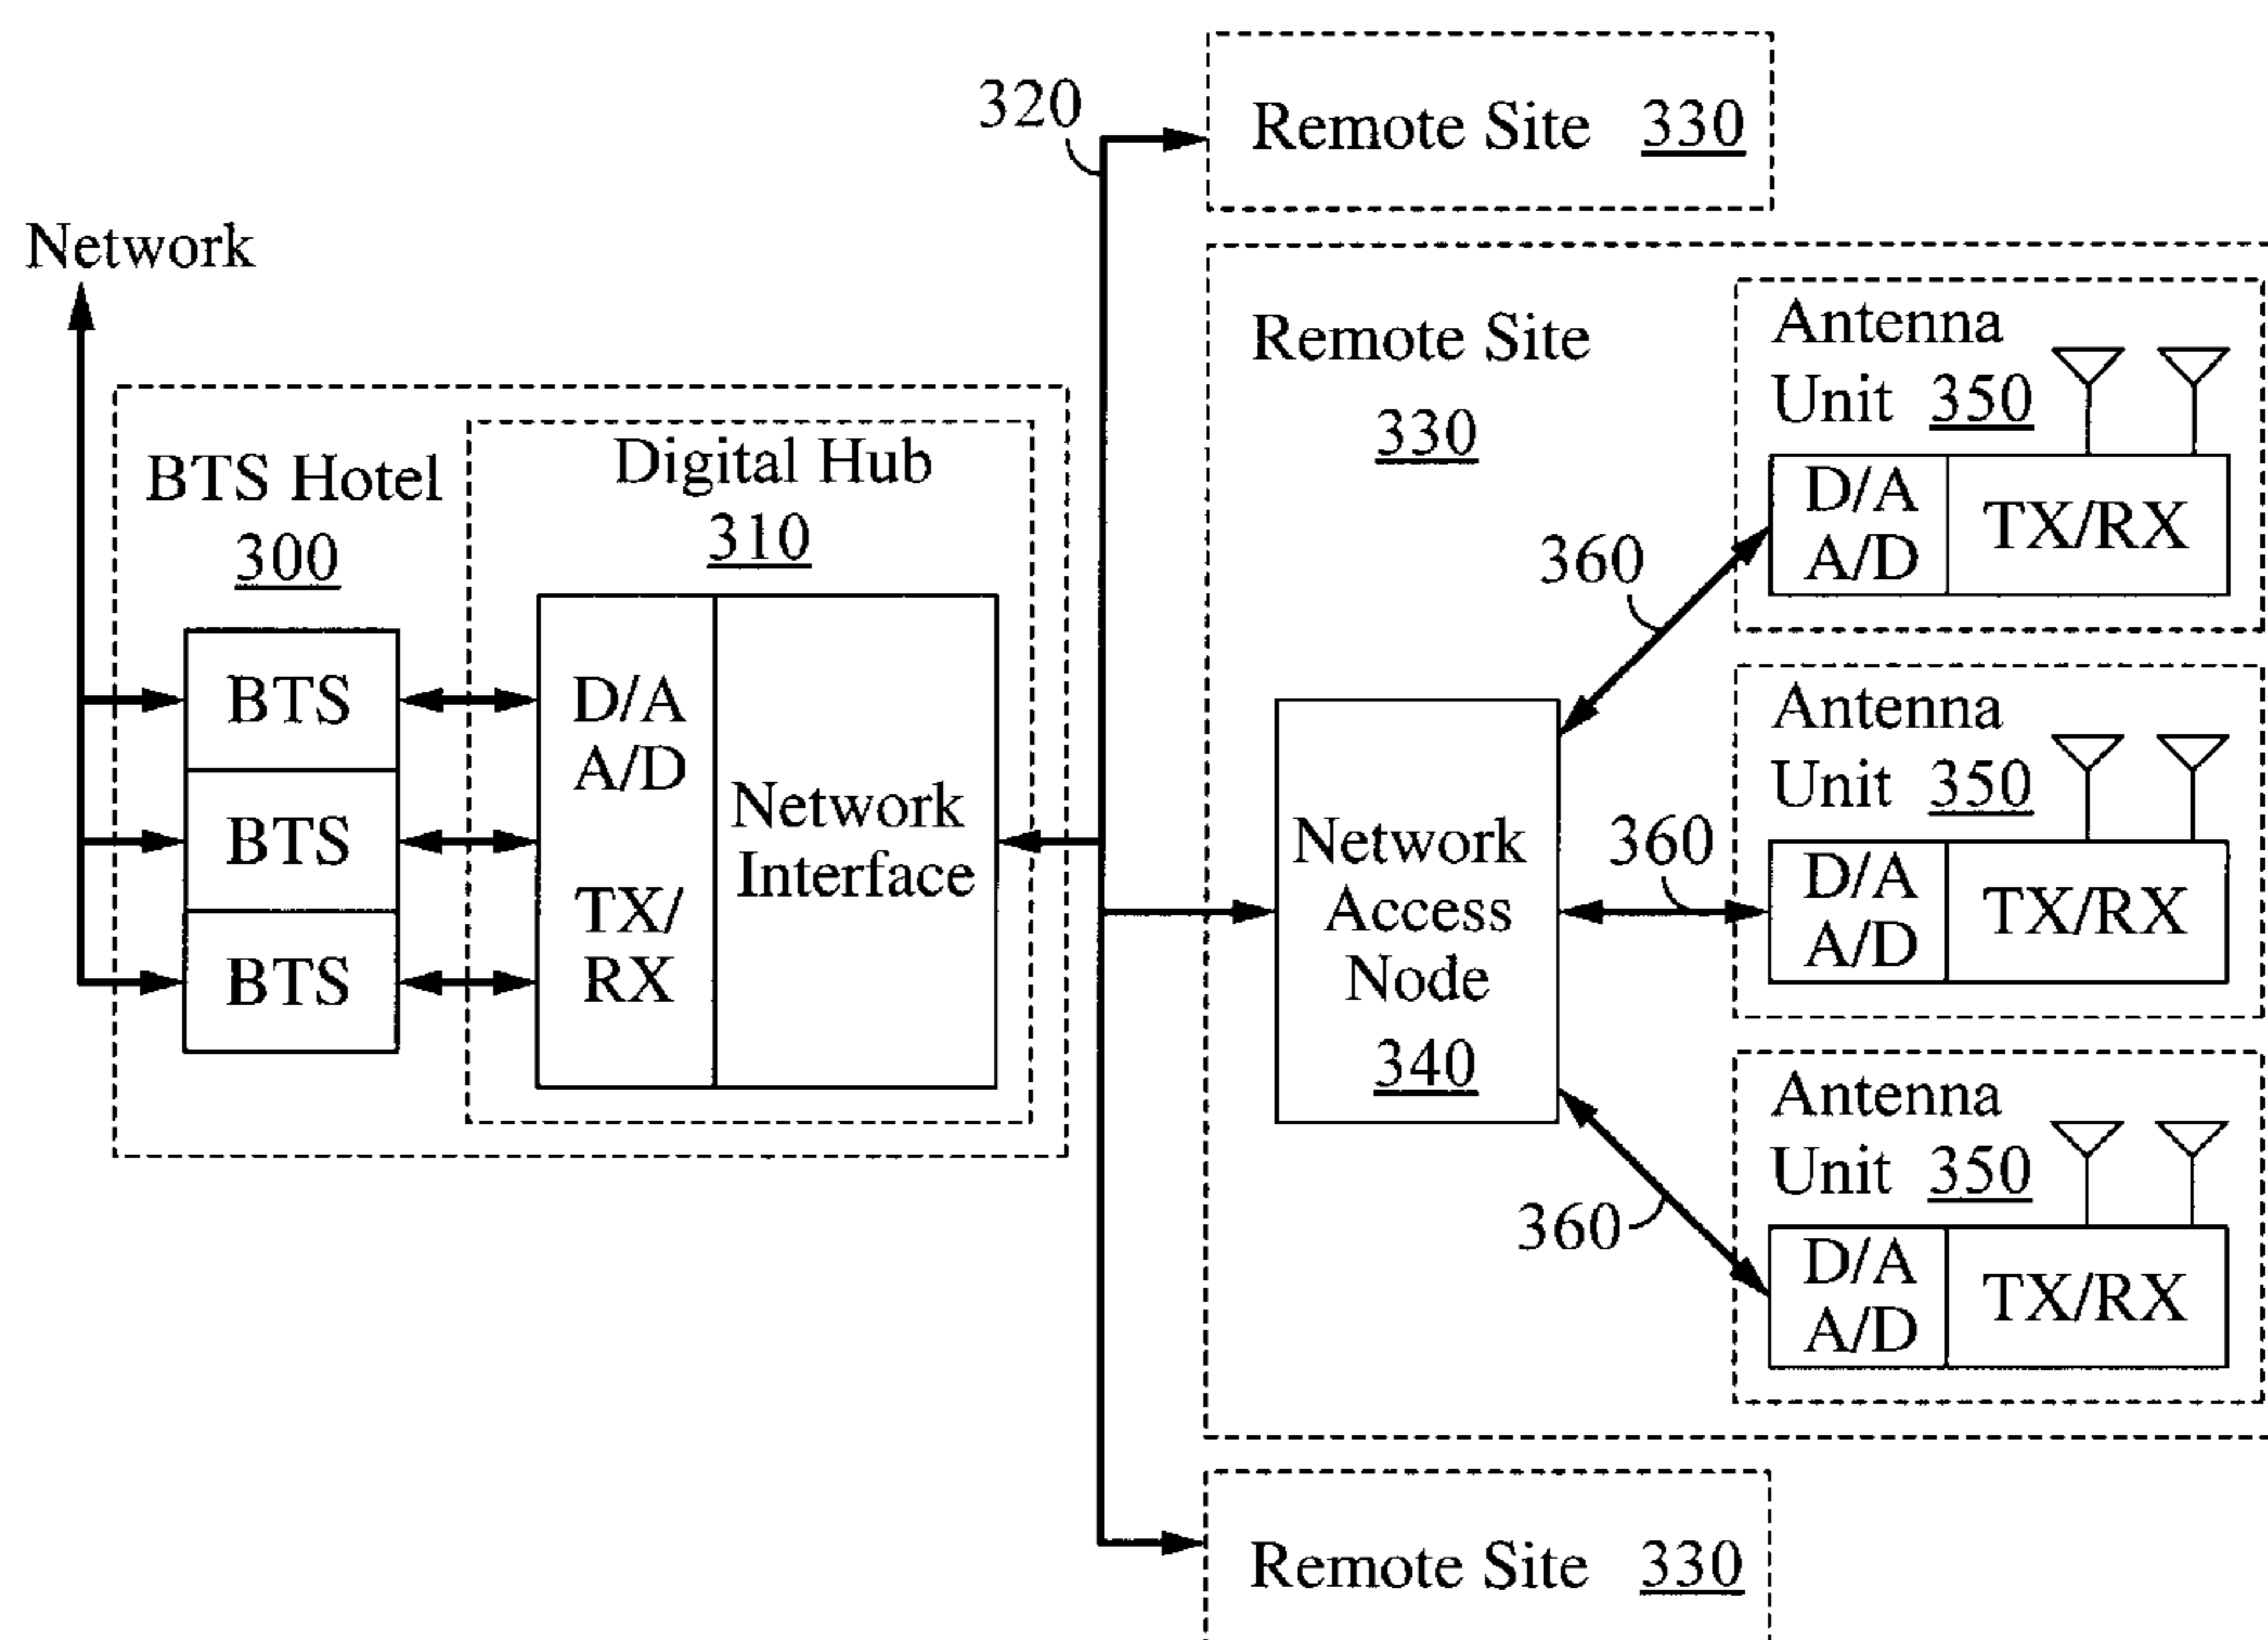 Network
BTS Hotel
300
BTS
BTS
BTS
Digital Hub
310
D/A
A/D
TX/
RX
Network
Interface
320
Remote Site 330
Remote Site
330
Network
Access
Node
340
360
360
360
Antenna
Unit 350
D/A
A/D
TX/RX
Antenna
Unit 350
D/A
A/D
TX/RX
Antenna
Unit 350
D/A
A/D
TX/RX
Remote Site 330